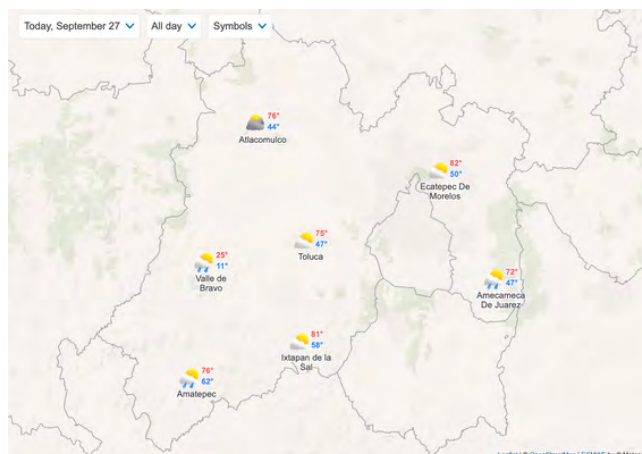 Today, September 27
All day
Symbols
76°
44°
Atlacomulco
82°
50°
Ecatepec De
Morelos
75°
47°
Toluca
25°
11°
Valle de
Bravo
72°
47°
Amecameca
De Juarez
81°
58°
Ixtapan de la
Sal
76°
62°
Amatepec